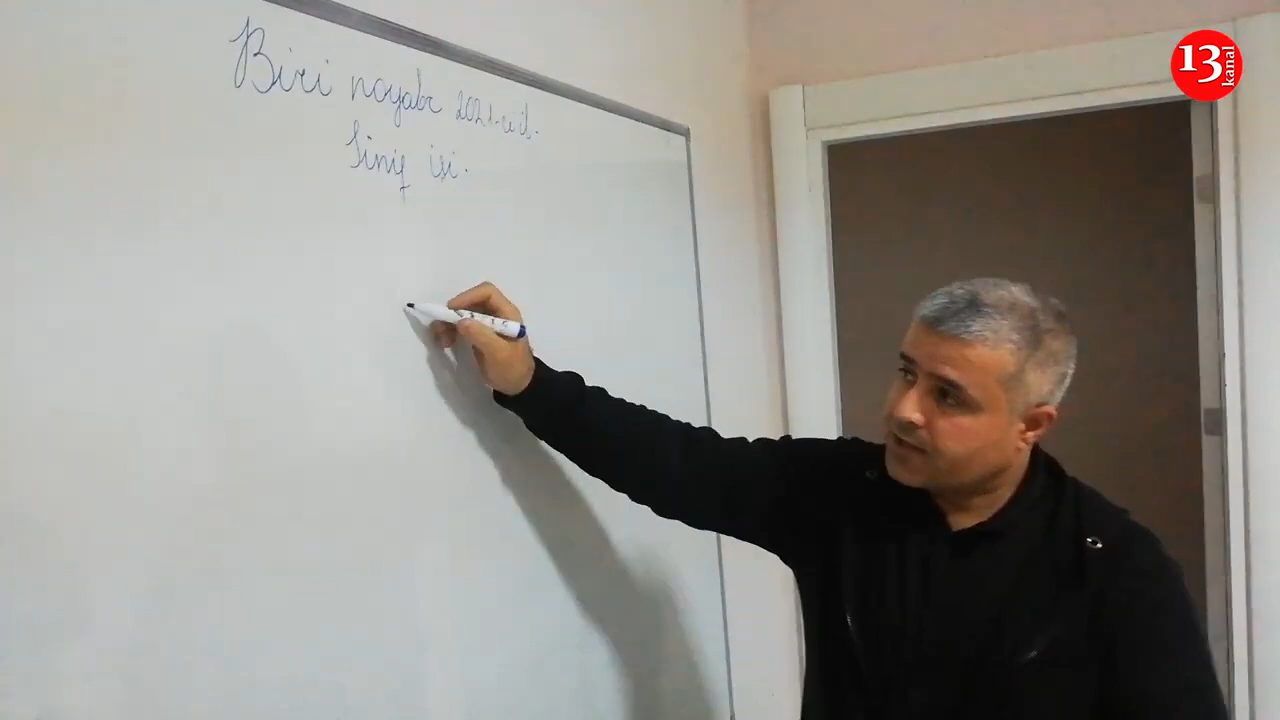 Biri noyabr 2021-ci il.
Sinif işi.
13 kanal